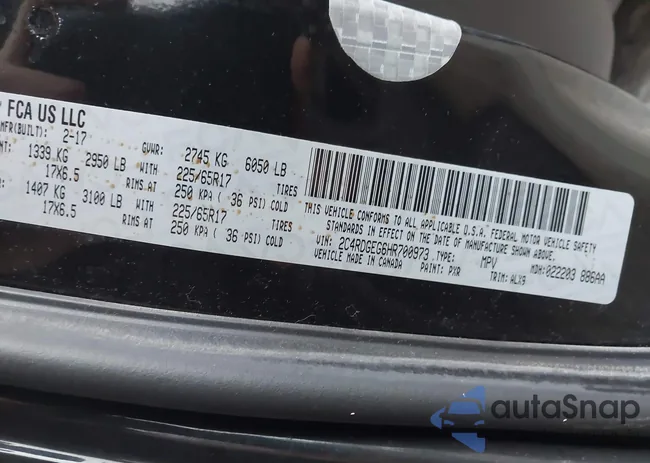 FCA US LLC
MFR(BUILT): 2-17 GVWR: 2745 KG 6050 LB
NT 1339 KG 2950 LB WITH 225/65R17 TIRES
17X6.5 RIMS AT 250 KPA ( 36 PSI) COLD
1407 KG 3100 LB WITH 225/65R17 TIRES
17X6.5 RIMS AT 250 KPA ( 36 PSI) COLD
THIS VEHICLE CONFORMS TO ALL APPLICABLE U.S.A. FEDERAL MOTOR VEHICLE SAFETY
STANDARDS IN EFFECT ON THE DATE OF MANUFACTURE SHOWN ABOVE.
VIN: 2C4RDGEG6HR700973 TYPE: MPV MDH:022203 886AA
VEHICLE MADE IN CANADA PAINT: PXR TRIM: ALX9
autaSnap